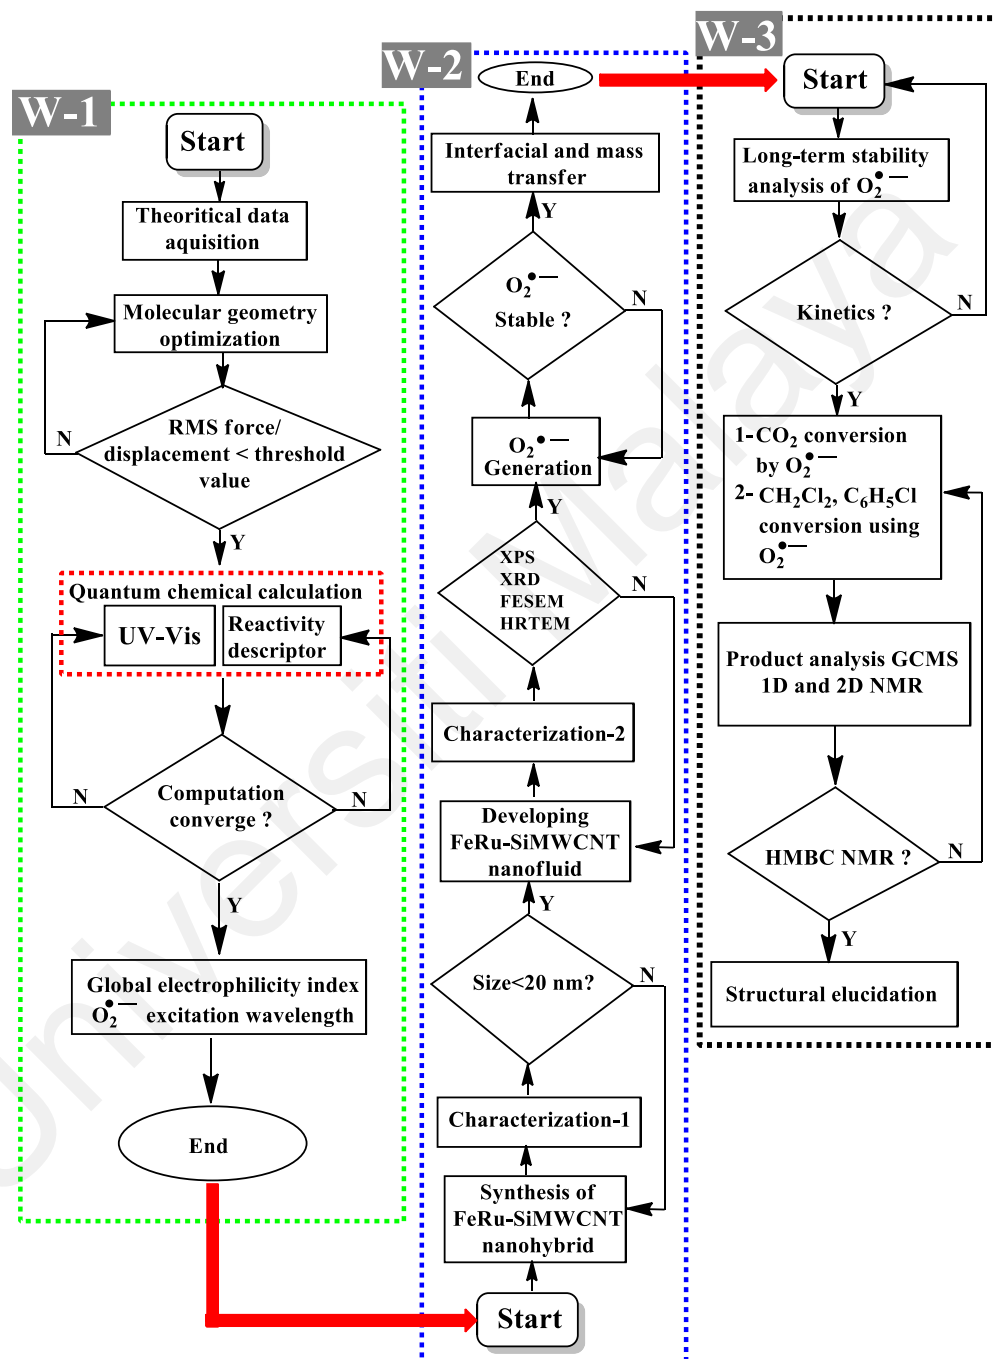 W-1
Start
Theoritical data
aquisition
Molecular geometry
optimization
N
RMS force/
displacement < threshold
value
Y
Quantum chemical calculation
UV-Vis
Reactivity
descriptor
N
Computation
converge ?
N
Y
Global electrophilicity index
O₂•— excitation wavelength
End
W-2
End
Interfacial and mass
transfer
Y
O₂•—
Stable ?
N
O₂•—
Generation
Y
XPS
XRD
FESEM
HRTEM
N
Characterization-2
Developing
FeRu-SiMWCNT
nanofluid
Y
Size<20 nm?
N
Characterization-1
Synthesis of
FeRu-SiMWCNT
nanohybrid
Start
W-3
Start
Long-term stability
analysis of O₂•—
Kinetics ?
N
Y
1-CO₂ conversion
by O₂•—
2- CH₂Cl₂, C₆H₅Cl
conversion using
O₂•—
Product analysis GCMS
1D and 2D NMR
HMBC NMR ?
N
Y
Structural elucidation
Universiti Malaya